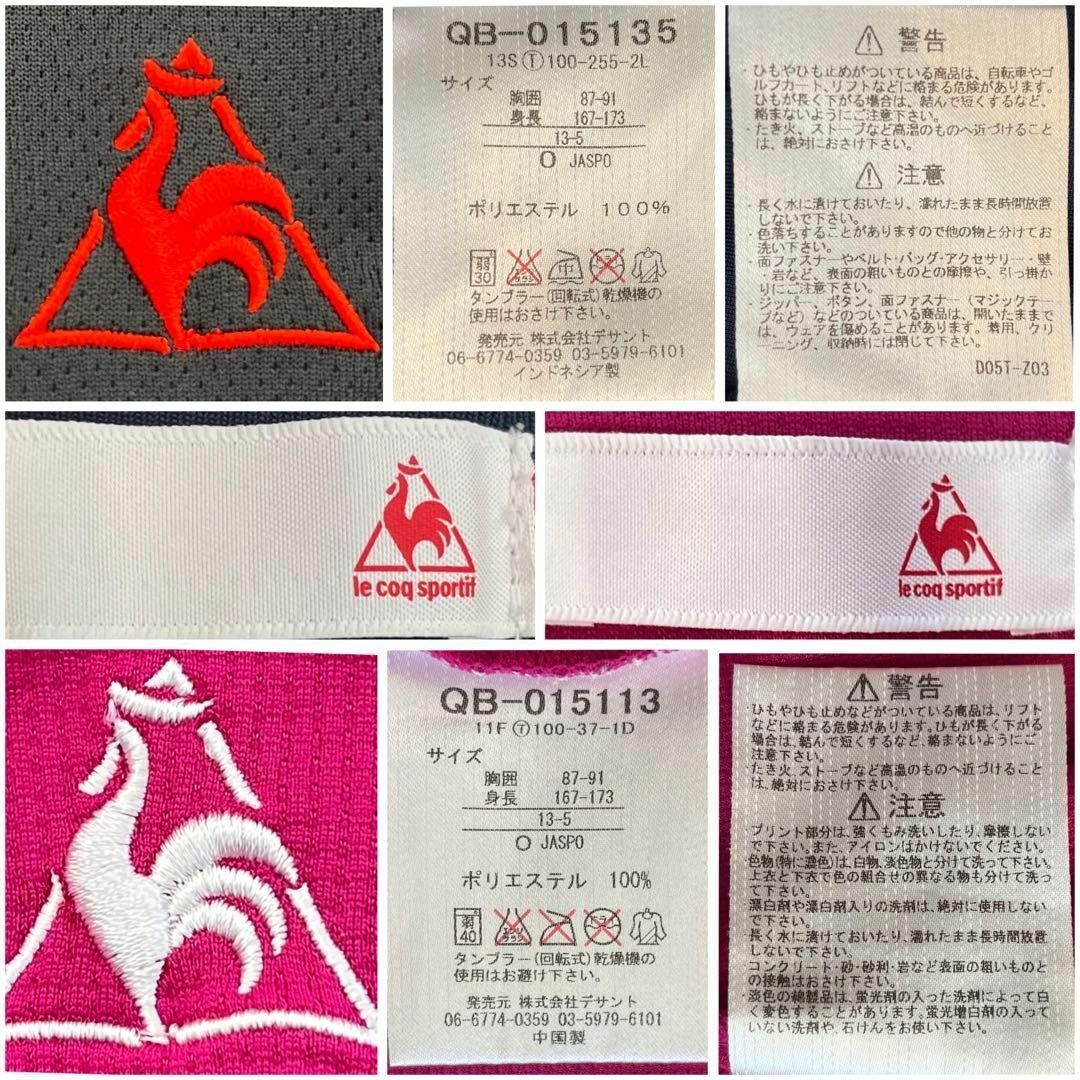 QB-015135
13S Ⓣ 100-255-2L
サイズ
胸囲 87-91
身長 167-173
13-5
O JASPO
ポリエステル 100%
弱 30
エンソサラシ
中
ドライ
タンブラー(回転式)乾燥機の
使用はおさけ下さい。
発売元 株式会社デサント
06-6774-0359 03-5979-6101
インドネシア製
警告
・ひもやひも止めがついている商品は、自転車やゴ
ルフカート、リフトなどに絡まる危険があります。
ひもが長く下がる場合は、結んで短くするなど、
絡まないようにご注意下さい。
・たき火、ストーブなど高温のものへ近づけること
は、絶対におさけ下さい。
注意
・長く水に漬けておいたり、濡れたまま長時間放置
しないで下さい。
・色落ちすることがありますので他の物と分けてお
洗い下さい。
・面ファスナーやベルト・バッグ・アクセサリー・壁
岩など、表面の粗いものとの摩擦や、引っ掛か
りにご注意下さい。
・ジッパー、ボタン、面ファスナー(マジックテー
プなど)などのついている商品は、開いたままで
は、ウェアを傷めることがあります。着用、クリ
ーニング、収納時には閉じて下さい。
D05T-Z03
le coq sportif
le coq sportif
QB-015113
11F Ⓣ 100-37-1D
サイズ
胸囲 87-91
身長 167-173
13-5
O JASPO
ポリエステル 100%
弱 40
エンソサラシ
ドライ
タンブラー(回転式)乾燥機の
使用はお避け下さい。
発売元 株式会社デサント
06-6774-0359 03-5979-6101
中国製
警告
・ひもやひも止めなどがついている商品は、リフト
などに絡まる危険があります。ひもが長く下がる
場合は、結んで短くするなど、絡まないようにご
注意下さい。
・たき火、ストーブなど高温のものへ近づけること
は、絶対におさけ下さい。
注意
・プリント部分は、強くもみ洗いしたり、摩擦しない
で下さい。また、アイロンはかけないでください。
・色物(特に濃色)は、白物、淡色物と分けて洗って下さい。
上衣と下衣で色の組合せの異なる物も分けて洗っ
て下さい。
・漂白剤や漂白剤入りの洗剤は、絶対に使用しない
で下さい。
・長く水に漬けておいたり、濡れたまま長時間放置
しないで下さい。
・コンクリート・砂・砂利・岩など表面の粗いものと
の接触はおさけ下さい。
・淡色の綿製品は、蛍光剤の入った洗剤によって白
く変色することがあります。蛍光増白剤の入って
いない洗剤や、石けんをお使い下さい。